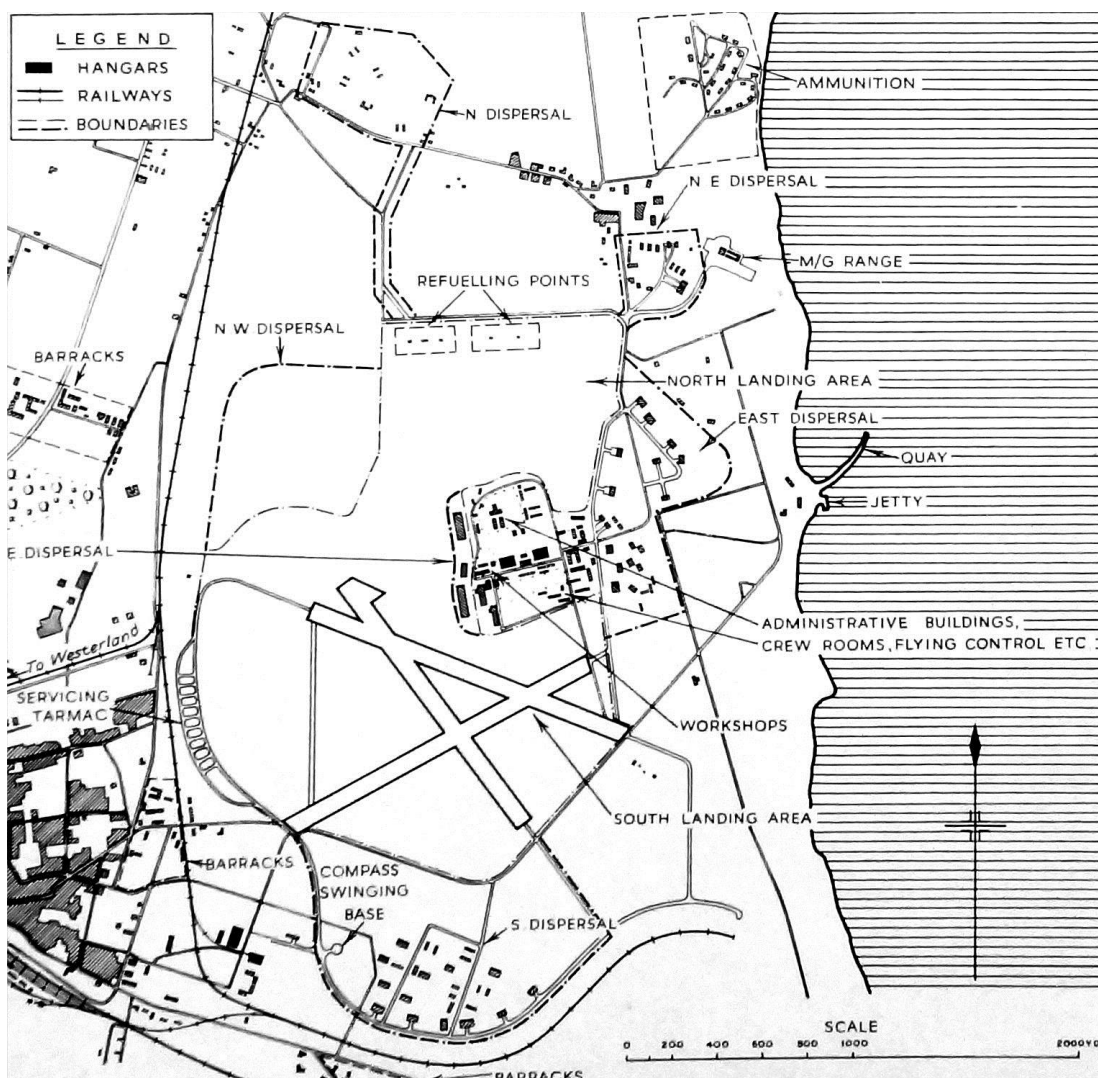 LEGEND
HANGARS
RAILWAYS
BOUNDARIES
AMMUNITION
N DISPERSAL
N E DISPERSAL
M/G RANGE
REFUELLING POINTS
N W DISPERSAL
BARRACKS
NORTH LANDING AREA
EAST DISPERSAL
QUAY
JETTY
E. DISPERSAL
ADMINISTRATIVE BUILDINGS,
CREW ROOMS, FLYING CONTROL ETC
To Westerland
SERVICING
TARMAC
WORKSHOPS
SOUTH LANDING AREA
BARRACKS
COMPASS
SWINGING
BASE
S. DISPERSAL
SCALE
0 200 400 600 800 1000 2000YD
BARRACKS